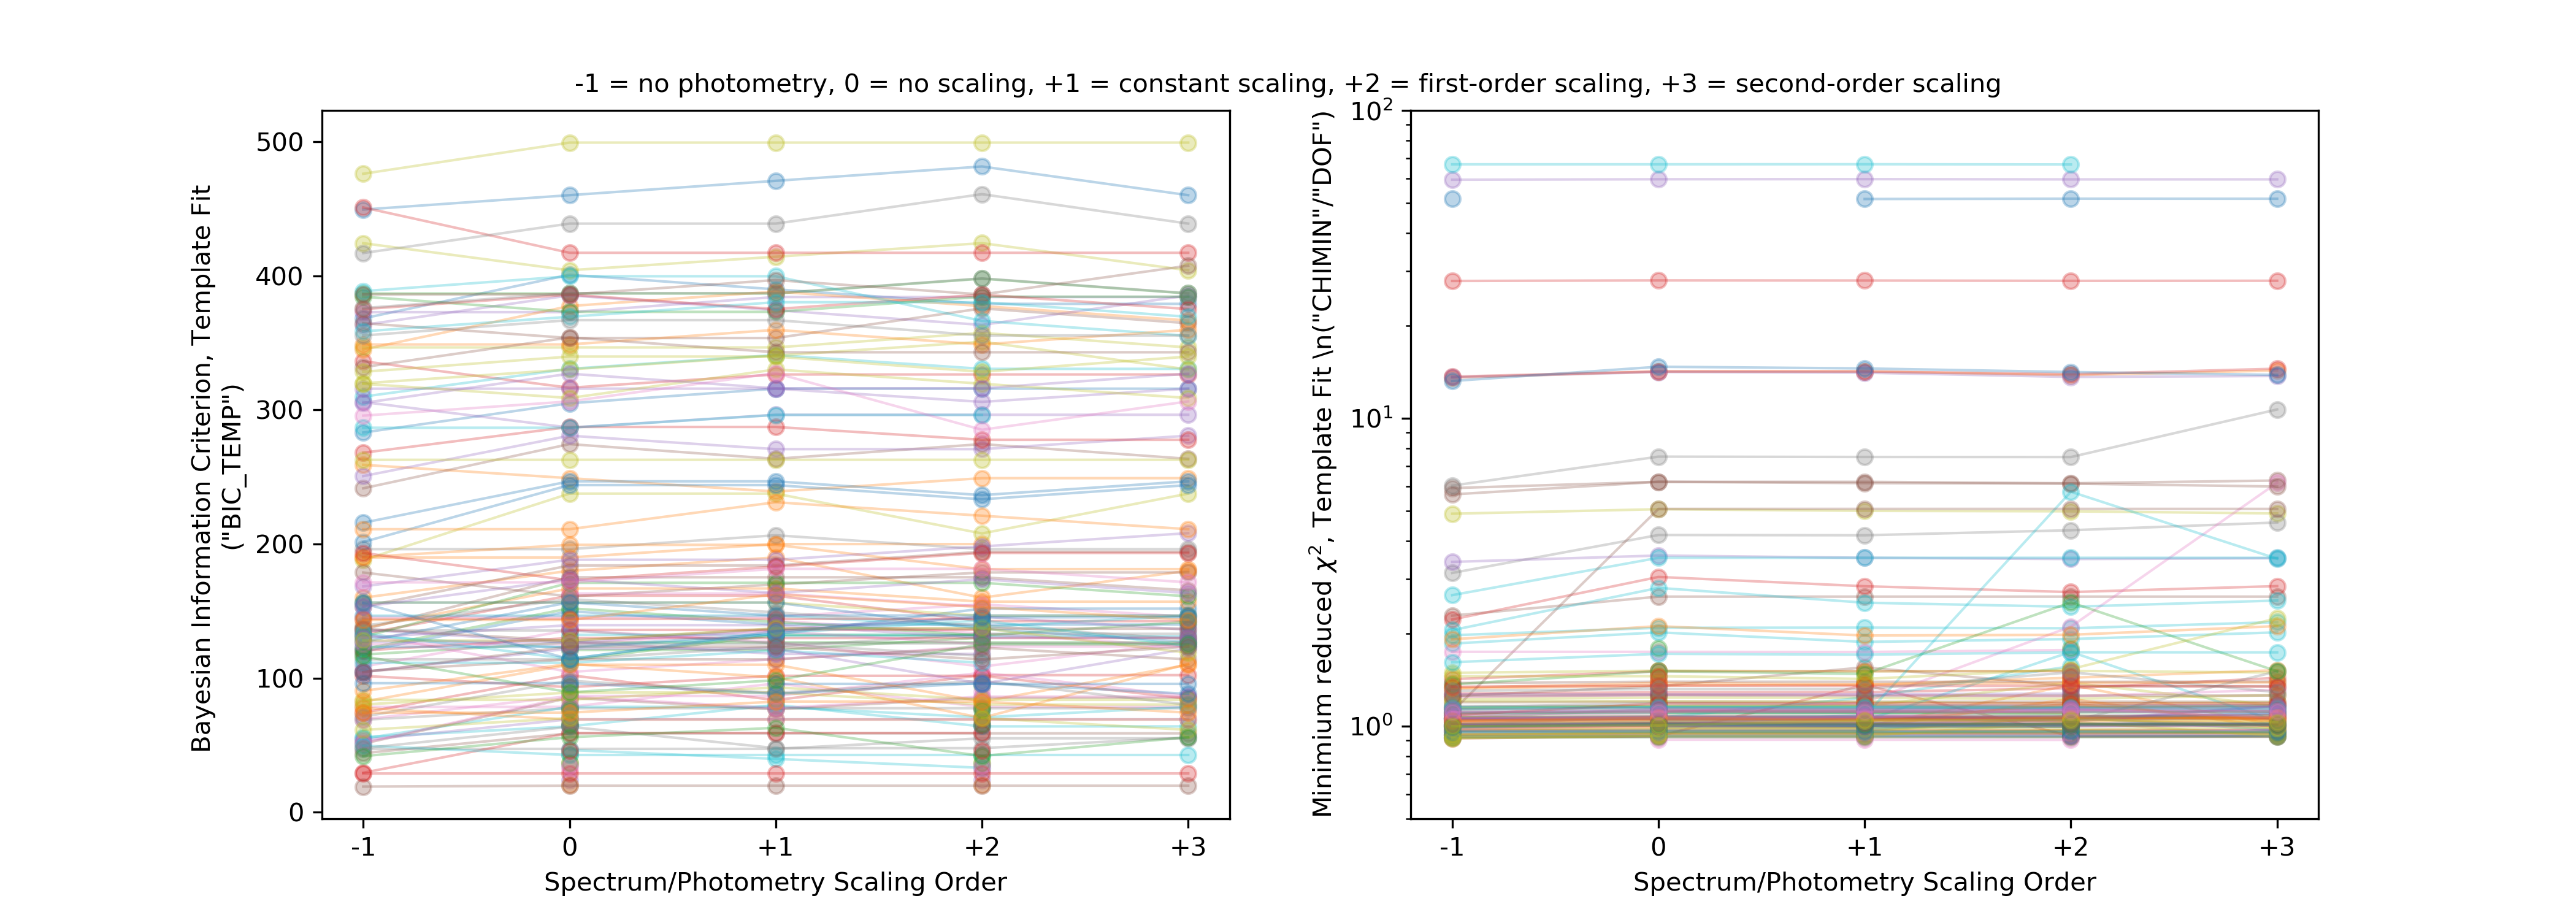 -1 = no photometry, 0 = no scaling, +1 = constant scaling, +2 = first-order scaling, +3 = second-order scaling
Bayesian Information Criterion, Template Fit
("BIC_TEMP")
500
400
300
200
100
0
-1 0 +1 +2 +3
Spectrum/Photometry Scaling Order
Minimium reduced χ², Template Fit \n("CHIMIN"/"DOF")
10²
10¹
10⁰
-1 0 +1 +2 +3
Spectrum/Photometry Scaling Order